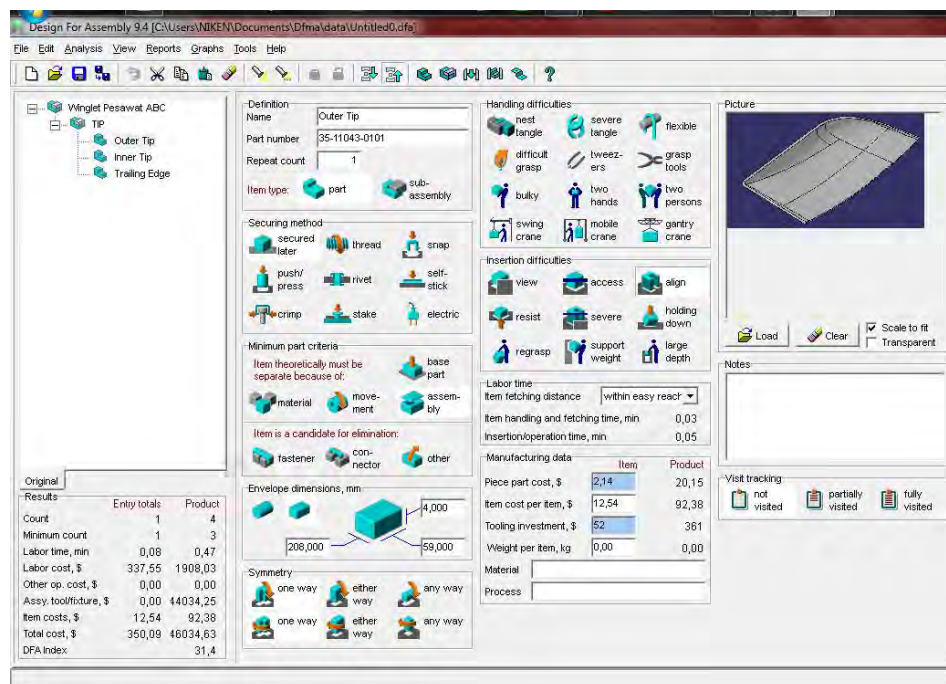 Design For Assembly 9.4 [C:\Users\NIKEN\Documents\Dfma\data\Untitled0.dfa]
File Edit Analysis View Reports Graphs Tools Help
Winglet Pesawat ABC
TIP
Outer Tip
Inner Tip
Trailing Edge
Original
Results
Entry totals Product
Count 1 4
Minimum count 1 3
Labor time, min 0,08 0,47
Labor cost, $ 337,55 1908,03
Other op. cost, $ 0,00 0,00
Assy. tool/fixture, $ 0,00 44034,25
Item costs, $ 12,54 92,38
Total cost, $ 350,09 46034,63
DFA Index 31,4
Definition
Name Outer Tip
Part number 35-11043-0101
Repeat count 1
Item type: part sub-
assembly
Securing method
secured
later thread snap
push/
press rivet self-
stick
crimp stake electric
Minimum part criteria
Item theoretically must be
separate because of:
base
part
material move-
ment assem-
bly
Item is a candidate for elimination:
fastener con-
nector other
Envelope dimensions, mm
4,000
208,000 59,000
Symmetry
one way either
way any way
one way either
way any way
Handling difficulties
nest
tangle severe
tangle flexible
difficult
grasp tweez-
ers grasp
tools
bulky two
hands two
persons
swing
crane mobile
crane gantry
crane
Insertion difficulties
view access align
resist severe holding
down
regrasp support
weight large
depth
Labor time
Item fetching distance within easy reach
Item handling and fetching time, min 0,03
Insertion/operation time, min 0,05
Manufacturing data
Item Product
Piece part cost, $ 2,14 20,15
Item cost per item, $ 12,54 92,38
Tooling investment, $ 52 361
Weight per item, kg 0,00 0,00
Material
Process
Picture
Load Clear Scale to fit
Transparent
Notes
Visit tracking
not
visited partially
visited fully
visited